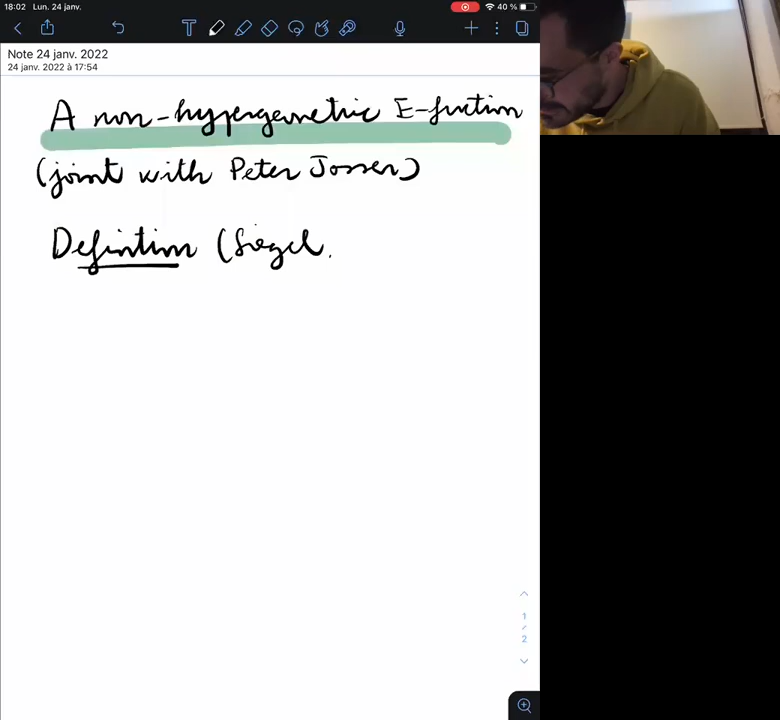 18:02 Lun. 24 janv.
40 %
Note 24 janv. 2022
24 janv. 2022 à 17:54
A non-hypergeometric E-function
(joint with Peter Jossen)
Definition (Siegel,
1
/
2